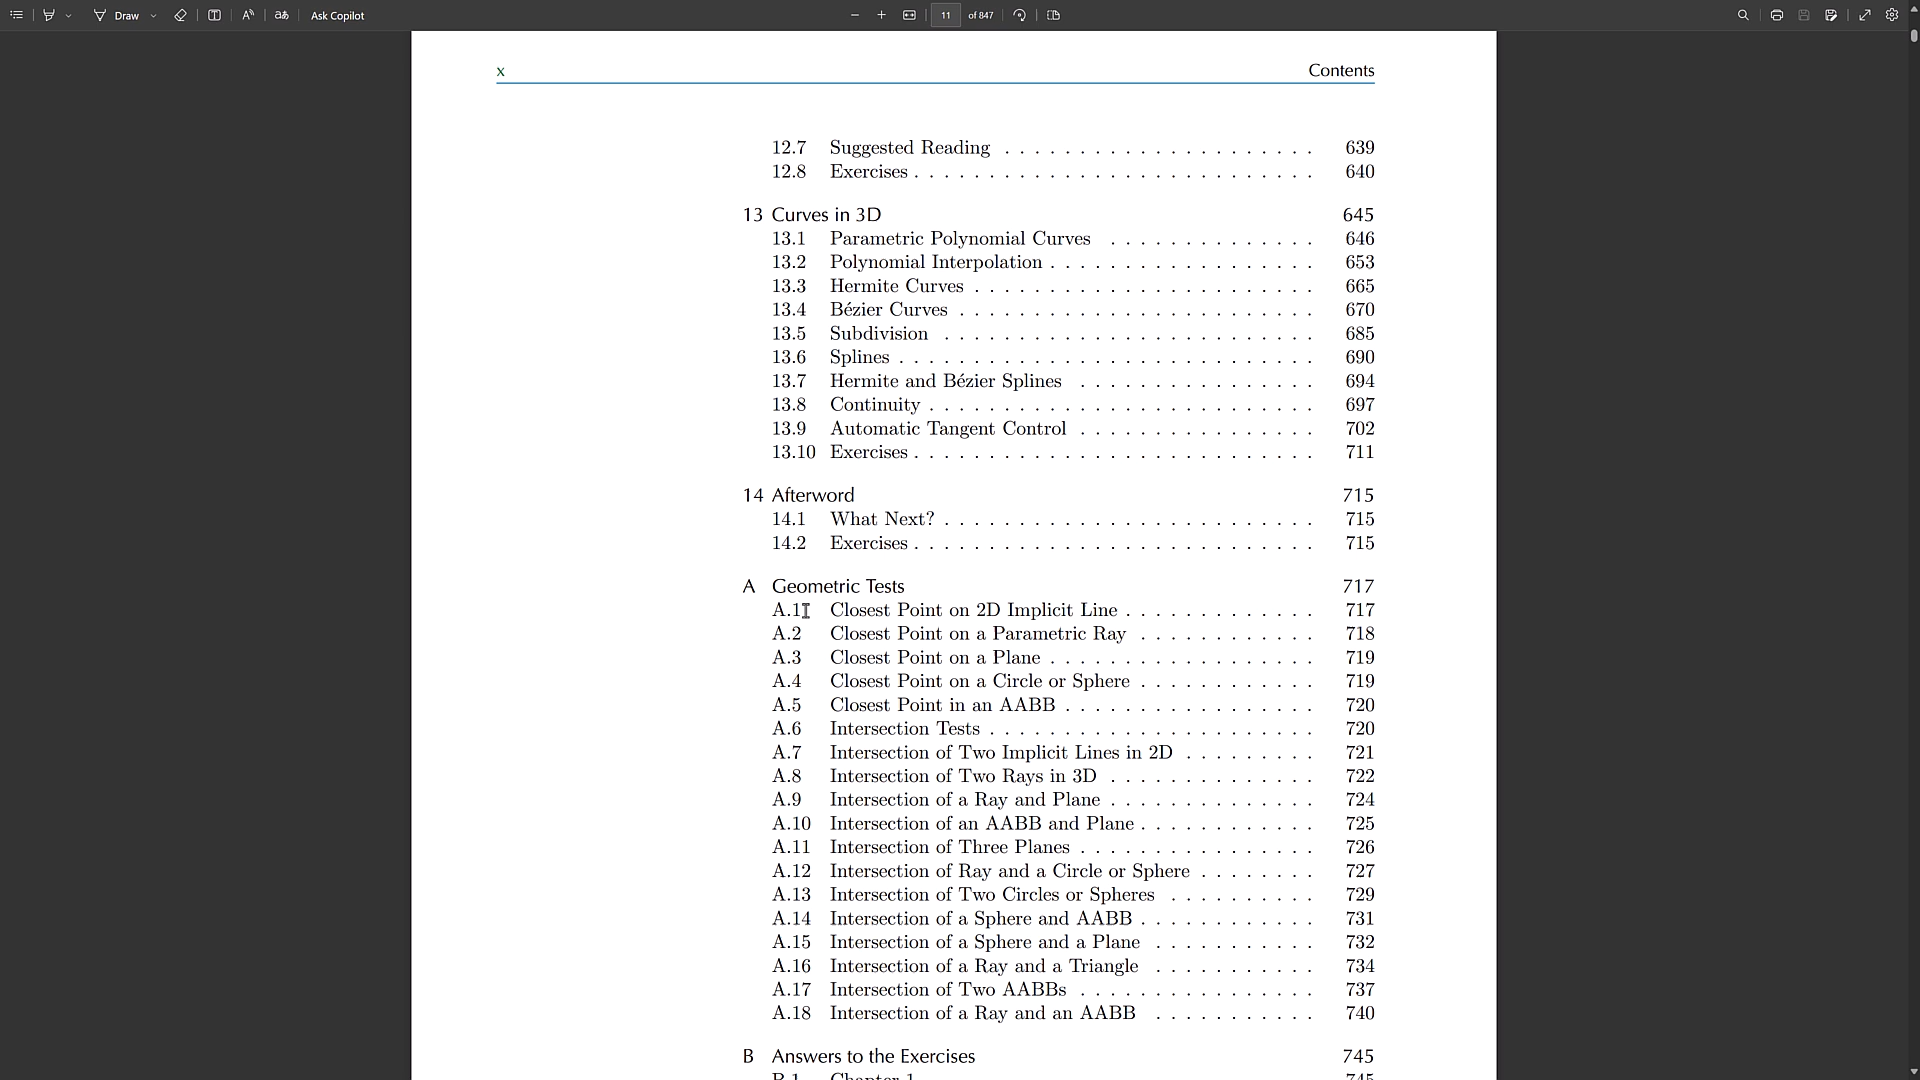 Draw
Ask Copilot
11 of 847
x Contents
12.7 Suggested Reading . . . . . . . . . . . . . . . . . . . . . 639
12.8 Exercises . . . . . . . . . . . . . . . . . . . . . . . . . . . 640
13 Curves in 3D 645
13.1 Parametric Polynomial Curves . . . . . . . . . . . . . . 646
13.2 Polynomial Interpolation . . . . . . . . . . . . . . . . . . 653
13.3 Hermite Curves . . . . . . . . . . . . . . . . . . . . . . . 665
13.4 Bézier Curves . . . . . . . . . . . . . . . . . . . . . . . . 670
13.5 Subdivision . . . . . . . . . . . . . . . . . . . . . . . . . 685
13.6 Splines . . . . . . . . . . . . . . . . . . . . . . . . . . . . 690
13.7 Hermite and Bézier Splines . . . . . . . . . . . . . . . . 694
13.8 Continuity . . . . . . . . . . . . . . . . . . . . . . . . . . 697
13.9 Automatic Tangent Control . . . . . . . . . . . . . . . . 702
13.10 Exercises . . . . . . . . . . . . . . . . . . . . . . . . . . . 711
14 Afterword 715
14.1 What Next? . . . . . . . . . . . . . . . . . . . . . . . . . 715
14.2 Exercises . . . . . . . . . . . . . . . . . . . . . . . . . . . 715
A Geometric Tests 717
A.1 Closest Point on 2D Implicit Line . . . . . . . . . . . . . 717
A.2 Closest Point on a Parametric Ray . . . . . . . . . . . . 718
A.3 Closest Point on a Plane . . . . . . . . . . . . . . . . . . 719
A.4 Closest Point on a Circle or Sphere . . . . . . . . . . . . 719
A.5 Closest Point in an AABB . . . . . . . . . . . . . . . . . 720
A.6 Intersection Tests . . . . . . . . . . . . . . . . . . . . . . 720
A.7 Intersection of Two Implicit Lines in 2D . . . . . . . . . 721
A.8 Intersection of Two Rays in 3D . . . . . . . . . . . . . . 722
A.9 Intersection of a Ray and Plane . . . . . . . . . . . . . . 724
A.10 Intersection of an AABB and Plane . . . . . . . . . . . . 725
A.11 Intersection of Three Planes . . . . . . . . . . . . . . . . 726
A.12 Intersection of Ray and a Circle or Sphere . . . . . . . . 727
A.13 Intersection of Two Circles or Spheres . . . . . . . . . . 729
A.14 Intersection of a Sphere and AABB . . . . . . . . . . . . 731
A.15 Intersection of a Sphere and a Plane . . . . . . . . . . . 732
A.16 Intersection of a Ray and a Triangle . . . . . . . . . . . 734
A.17 Intersection of Two AABBs . . . . . . . . . . . . . . . . 737
A.18 Intersection of a Ray and an AABB . . . . . . . . . . . 740
B Answers to the Exercises 745
B.1 Chapter 1 745